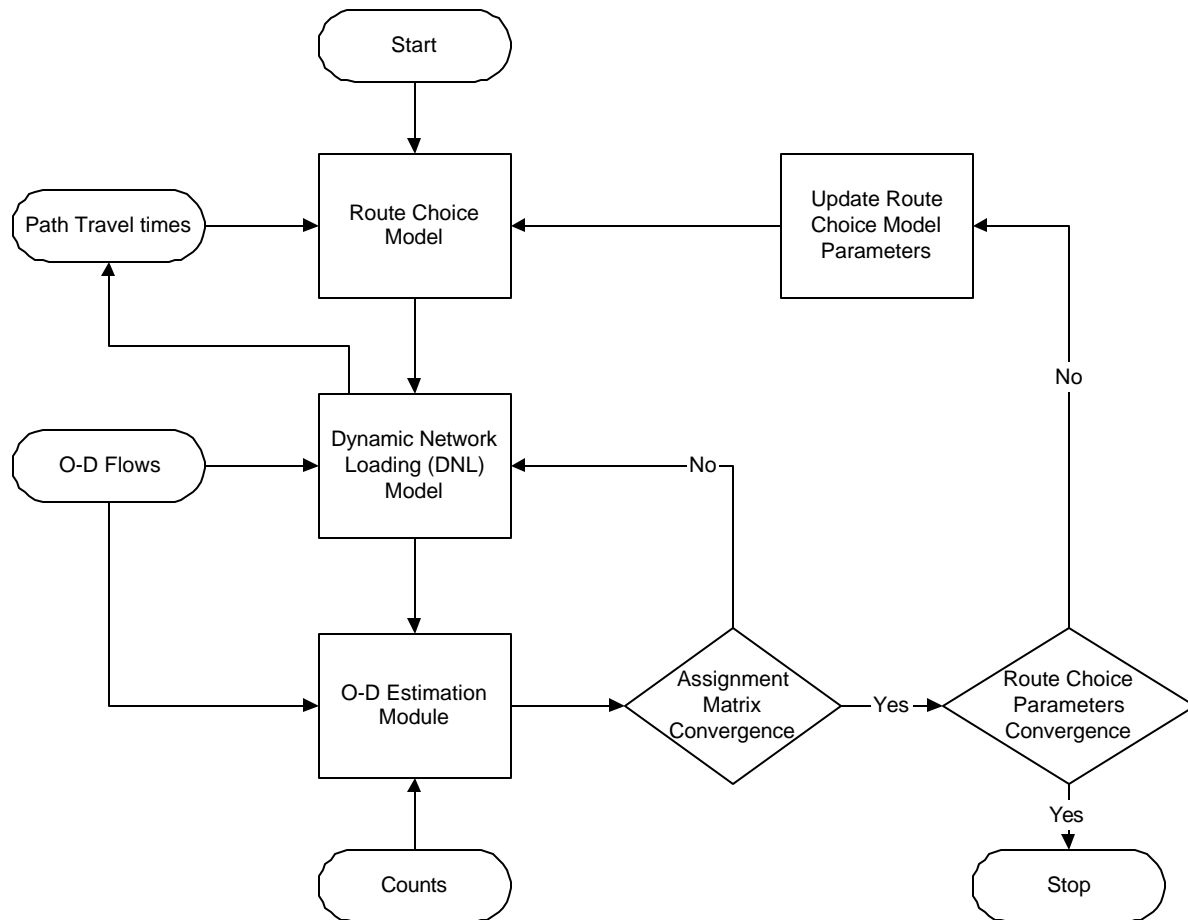 Start
Path Travel times
Route Choice
Model
Update Route
Choice Model
Parameters
No
O-D Flows
Dynamic Network
Loading (DNL)
Model
No
O-D Estimation
Module
Assignment
Matrix
Convergence
Yes
Route Choice
Parameters
Convergence
Yes
Counts
Stop